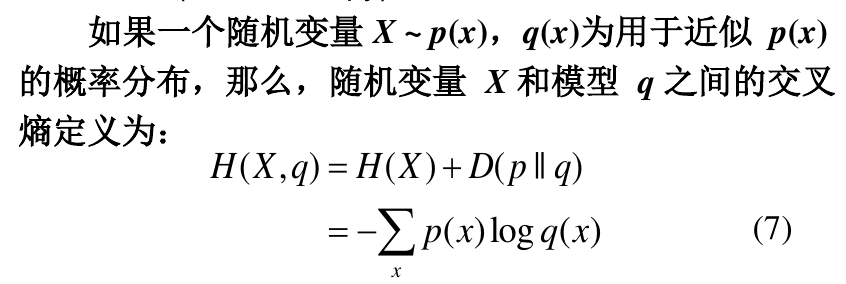 如果一个随机变量 X ~ p(x)，q(x)为用于近似 p(x)
的概率分布，那么，随机变量 X 和模型 q 之间的交叉
熵定义为：
H(X,q) = H(X) + D(p || q)
= -∑ₓ p(x) log q(x) (7)